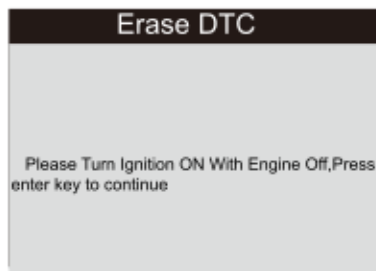 Erase DTC
Please Turn Ignition ON With Engine Off,Press
enter key to continue